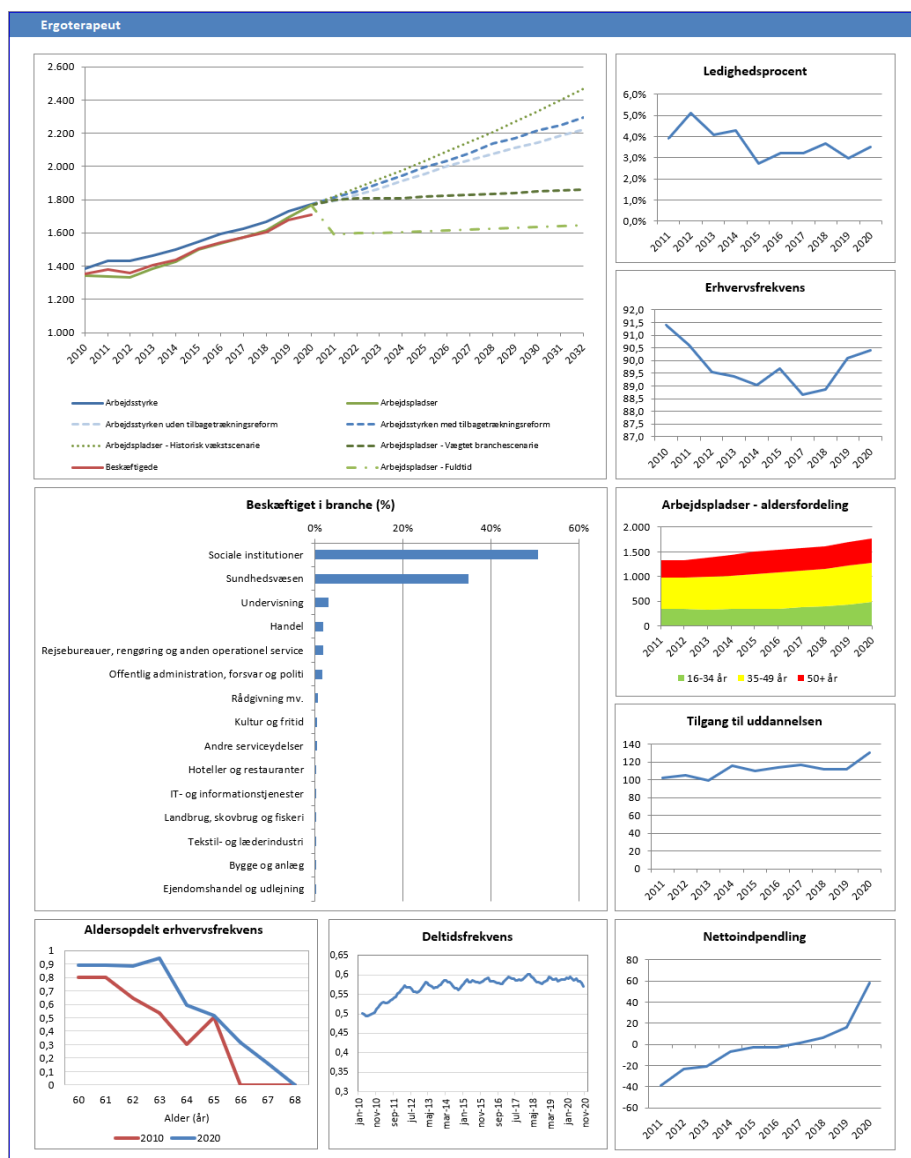 Ergoterapeut
2.600
2.400
2.200
2.000
1.800
1.600
1.400
1.200
1.000
2010 2011 2012 2013 2014 2015 2016 2017 2018 2019 2020 2021 2022 2023 2024 2025 2026 2027 2028 2029 2030 2031 2032
Arbejdsstyrke Arbejdspladser
Arbejdsstyrken uden tilbagetrækningsreform Arbejdsstyrken med tilbagetrækningsreform
Arbejdspladser - Historisk vækstscenarie Arbejdspladser - Vægtet branchescenarie
Beskæftigede Arbejdspladser - Fuldtid
Ledighedsprocent
6,0%
5,0%
4,0%
3,0%
2,0%
1,0%
0,0%
2011 2012 2013 2014 2015 2016 2017 2018 2019 2020
Erhvervsfrekvens
92,0
91,5
91,0
90,5
90,0
89,5
89,0
88,5
88,0
87,5
87,0
2010 2011 2012 2013 2014 2015 2017 2018 2019 2020
Beskæftiget i branche (%)
0% 20% 40% 60%
Sociale institutioner
Sundhedsvæsen
Undervisning
Handel
Rejsebureauer, rengøring og anden operationel service
Offentlig administration, forsvar og politi
Rådgivning mv.
Kultur og fritid
Andre serviceydelser
Hoteller og restauranter
IT- og informationstjenester
Landbrug, skovbrug og fiskeri
Tekstil- og læderindustri
Bygge og anlæg
Ejendomshandel og udlejning
Arbejdspladser - aldersfordeling
2.000
1.500
1.000
500
0
2011 2012 2013 2014 2015 2016 2017 2018 2019 2020
16-34 år 35-49 år 50+ år
Tilgang til uddannelsen
140
120
100
80
60
40
20
0
2011 2012 2013 2014 2015 2016 2017 2018 2019 2020
Aldersopdelt erhvervsfrekvens
1
0,9
0,8
0,7
0,6
0,5
0,4
0,3
0,2
0,1
0
60 61 62 63 64 65 66 67 68
Alder (år)
2010 2020
Deltidsfrekvens
0,65
0,6
0,55
0,5
0,45
0,4
0,35
0,3
jan-10 nov-10 sep-11 jul-12 maj-13 mar-14 jan-15 nov-15 sep-16 jul-17 maj-18 mar-19 jan-20 nov-20
Nettoindpendling
80
60
40
20
0
-20
-40
-60
2011 2012 2013 2014 2015 2016 2017 2018 2019 2020